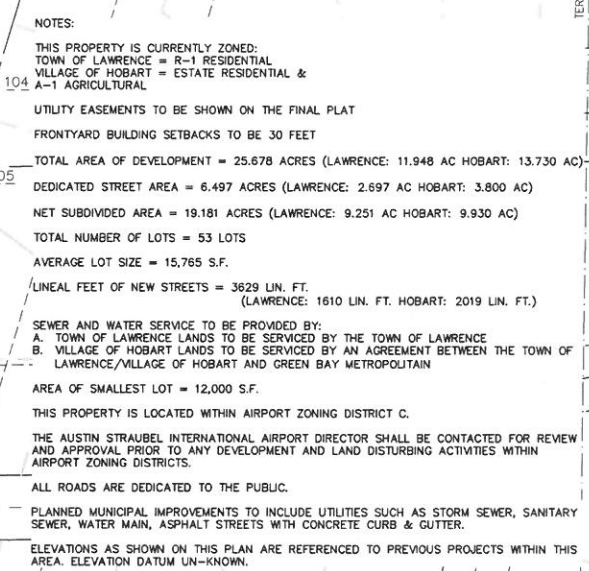 TER
NOTES:
THIS PROPERTY IS CURRENTLY ZONED:
TOWN OF LAWRENCE = R-1 RESIDENTIAL
VILLAGE OF HOBART = ESTATE RESIDENTIAL &
104 A-1 AGRICULTURAL
UTILITY EASEMENTS TO BE SHOWN ON THE FINAL PLAT
FRONTYARD BUILDING SETBACKS TO BE 30 FEET
TOTAL AREA OF DEVELOPMENT = 25.678 ACRES (LAWRENCE: 11.948 AC HOBART: 13.730 AC)
05
DEDICATED STREET AREA = 6.497 ACRES (LAWRENCE: 2.697 AC HOBART: 3.800 AC)
NET SUBDIVIDED AREA = 19.181 ACRES (LAWRENCE: 9.251 AC HOBART: 9.930 AC)
TOTAL NUMBER OF LOTS = 53 LOTS
AVERAGE LOT SIZE = 15,765 S.F.
LINEAL FEET OF NEW STREETS = 3629 LIN. FT.
(LAWRENCE: 1610 LIN. FT. HOBART: 2019 LIN. FT.)
SEWER AND WATER SERVICE TO BE PROVIDED BY:
A. TOWN OF LAWRENCE LANDS TO BE SERVICED BY THE TOWN OF LAWRENCE
B. VILLAGE OF HOBART LANDS TO BE SERVICED BY AN AGREEMENT BETWEEN THE TOWN OF
LAWRENCE/VILLAGE OF HOBART AND GREEN BAY METROPOLITAIN
AREA OF SMALLEST LOT = 12,000 S.F.
THIS PROPERTY IS LOCATED WITHIN AIRPORT ZONING DISTRICT C.
THE AUSTIN STRAUBEL INTERNATIONAL AIRPORT DIRECTOR SHALL BE CONTACTED FOR REVIEW
AND APPROVAL PRIOR TO ANY DEVELOPMENT AND LAND DISTURBING ACTIVITIES WITHIN
AIRPORT ZONING DISTRICTS.
ALL ROADS ARE DEDICATED TO THE PUBLIC.
PLANNED MUNICIPAL IMPROVEMENTS TO INCLUDE UTILITIES SUCH AS STORM SEWER, SANITARY
SEWER, WATER MAIN, ASPHALT STREETS WITH CONCRETE CURB & GUTTER.
ELEVATIONS AS SHOWN ON THIS PLAN ARE REFERENCED TO PREVIOUS PROJECTS WITHIN THIS
AREA. ELEVATION DATUM UN-KNOWN.